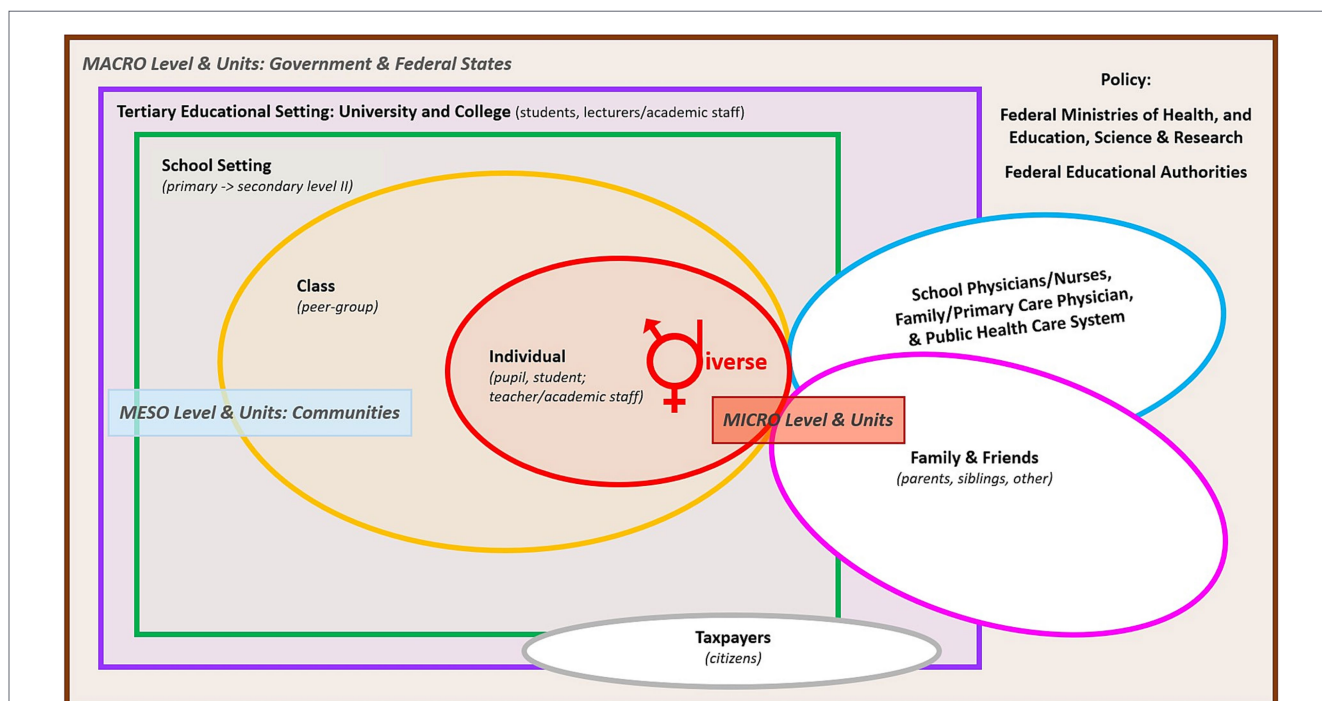 MACRO Level & Units: Government & Federal States
Policy:
Federal Ministries of Health, and
Education, Science & Research
Federal Educational Authorities
Tertiary Educational Setting: University and College (students, lecturers/academic staff)
School Setting
(primary -> secondary level II)
Class
(peer-group)
Individual
(pupil, student;
teacher/academic staff)
diverse
MESO Level & Units: Communities
MICRO Level & Units
School Physicians/Nurses,
Family/Primary Care Physician,
& Public Health Care System
Family & Friends
(parents, siblings, other)
Taxpayers
(citizens)